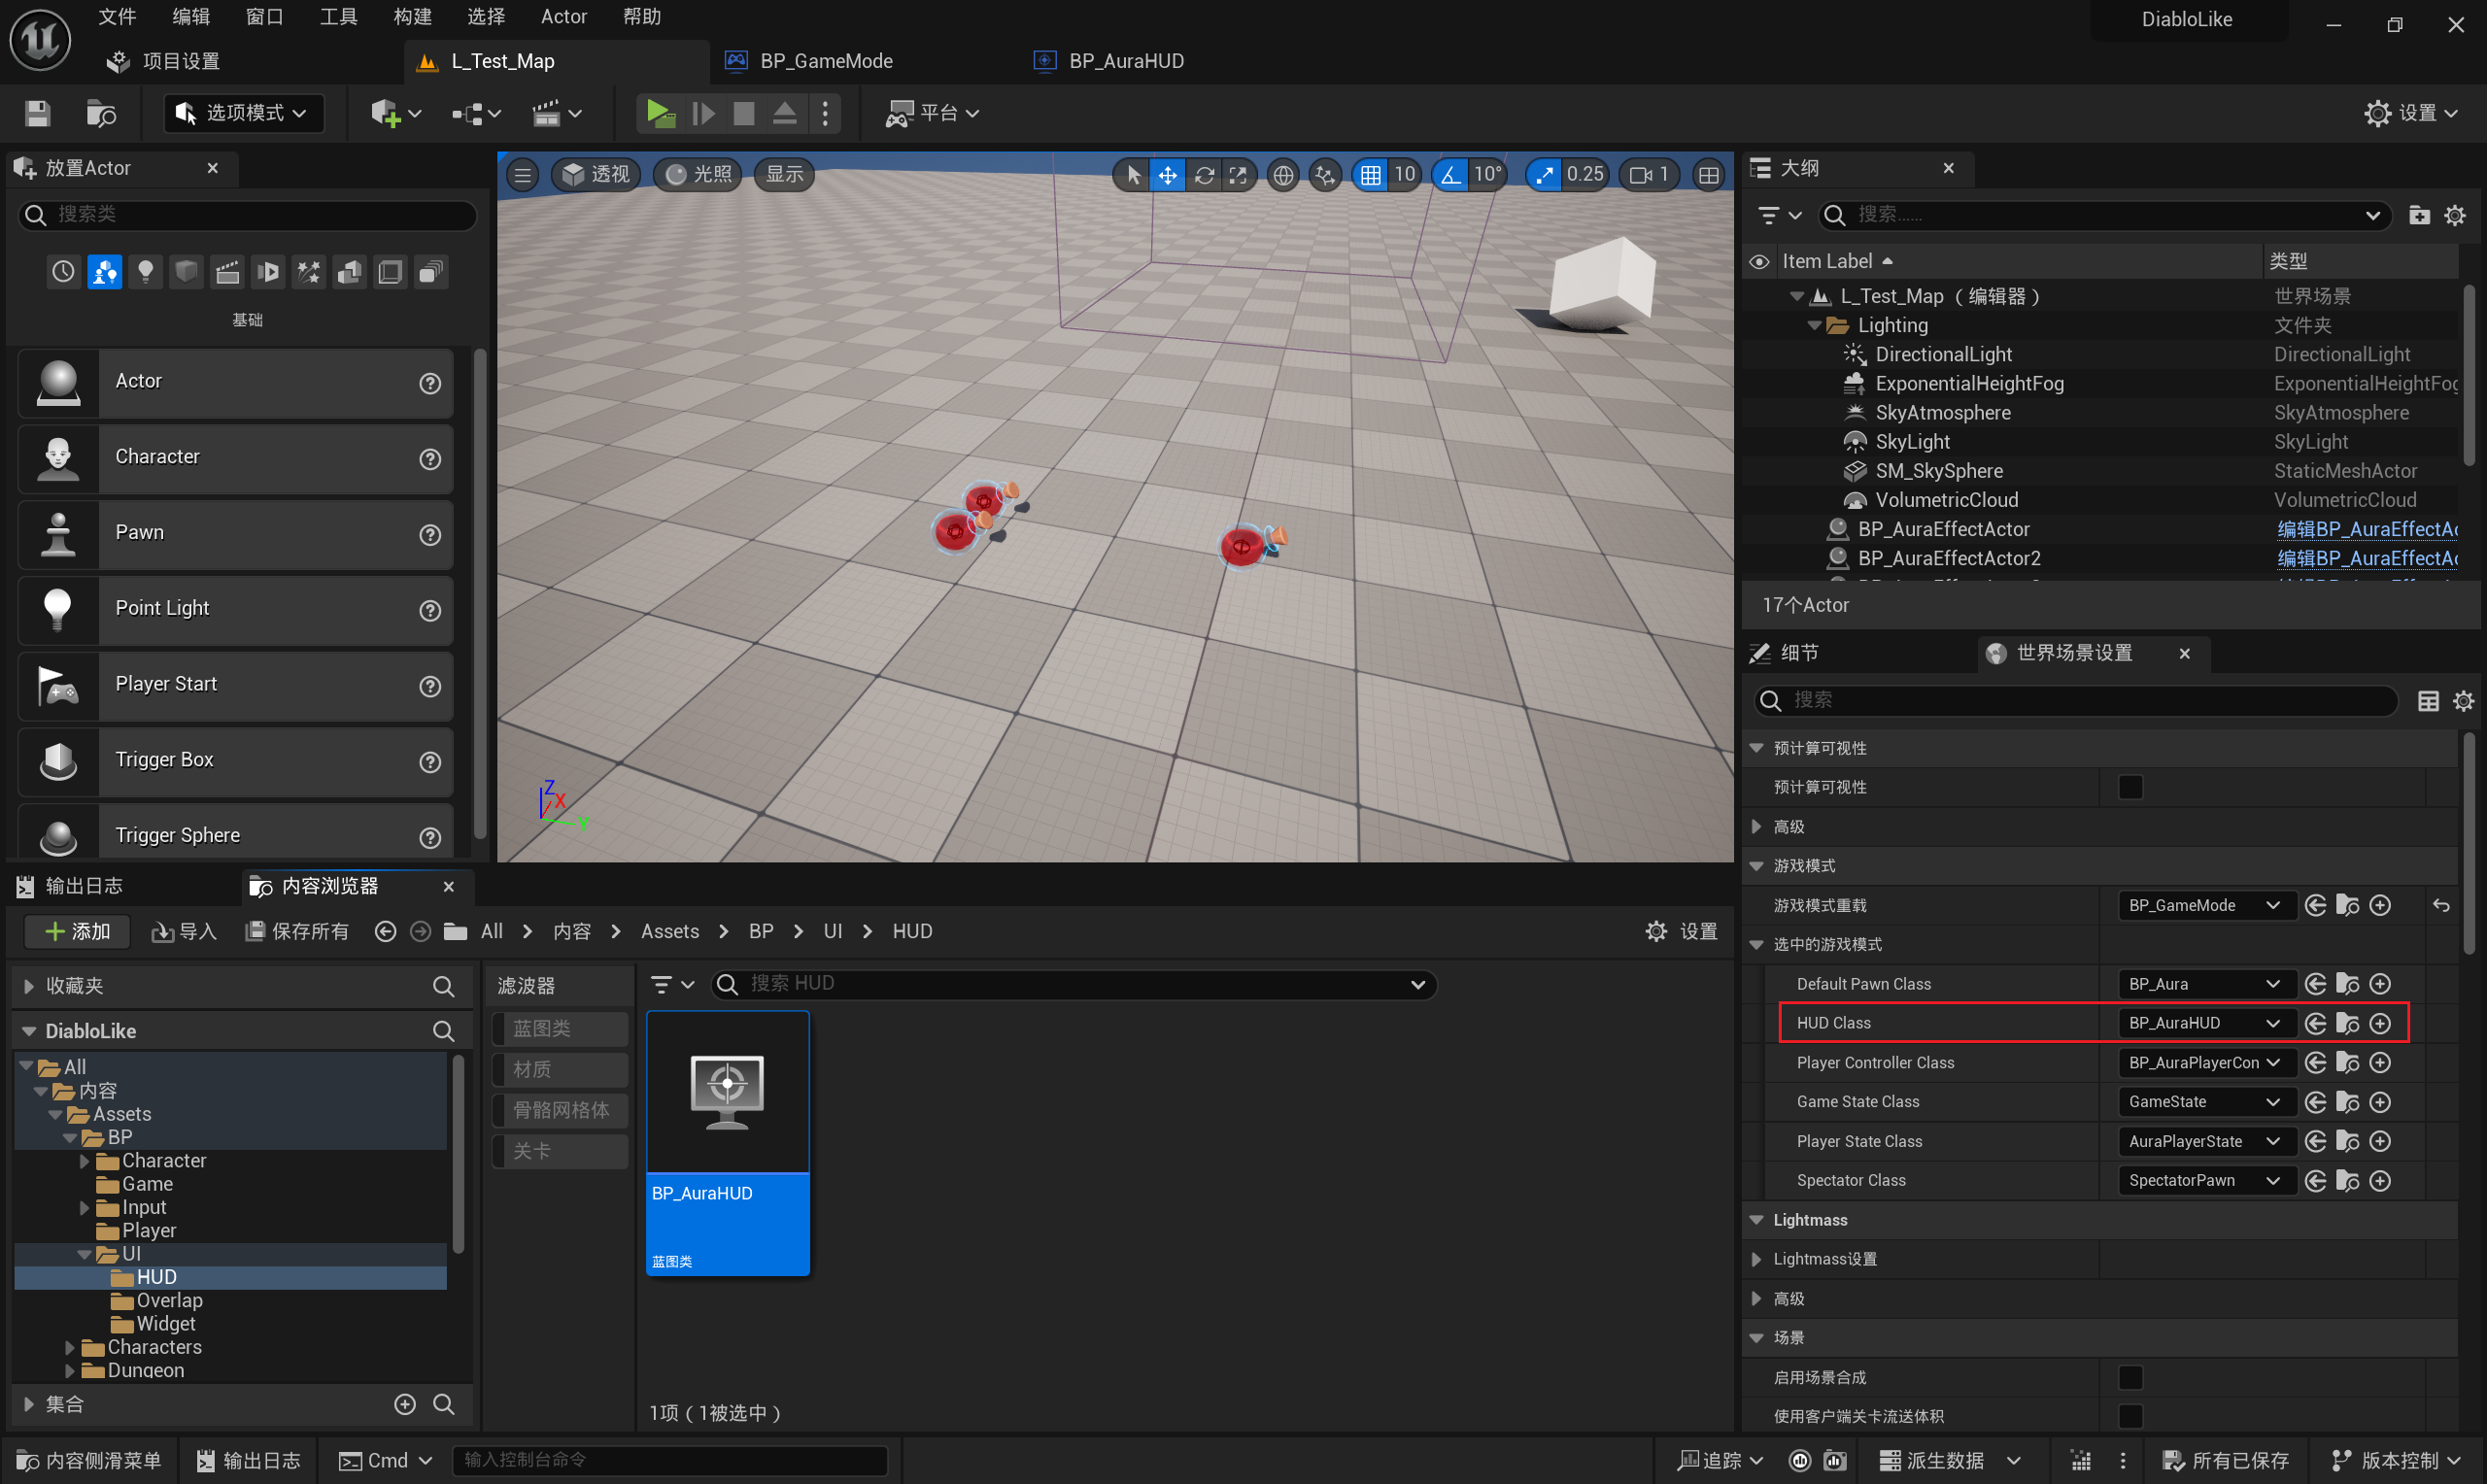 文件 编辑 窗口 工具 构建 选择 Actor 帮助
DiabloLike
项目设置
L_Test_Map
BP_GameMode
BP_AuraHUD
选项模式
平台
设置
放置Actor
搜索类
基础
Actor
Character
Pawn
Point Light
Player Start
Trigger Box
Trigger Sphere
透视 光照 显示
10 10° 0.25 1
Z X Y
大纲
搜索......
Item Label 类型
L_Test_Map（编辑器） 世界场景
Lighting 文件夹
DirectionalLight DirectionalLight
ExponentialHeightFog ExponentialHeightFog
SkyAtmosphere SkyAtmosphere
SkyLight SkyLight
SM_SkySphere StaticMeshActor
VolumetricCloud VolumetricCloud
BP_AuraEffectActor 编辑BP_AuraEffectAc
BP_AuraEffectActor2 编辑BP_AuraEffectAc
17个Actor
细节
世界场景设置
搜索
预计算可视性
预计算可视性
高级
游戏模式
游戏模式重载 BP_GameMode
选中的游戏模式
Default Pawn Class BP_Aura
HUD Class BP_AuraHUD
Player Controller Class BP_AuraPlayerCon
Game State Class GameState
Player State Class AuraPlayerState
Spectator Class SpectatorPawn
Lightmass
Lightmass设置
高级
场景
启用场景合成
使用客户端关卡流送体积
输出日志
内容浏览器
添加 导入 保存所有 All 内容 Assets BP UI HUD 设置
收藏夹
DiabloLike
All
内容
Assets
BP
Character
Game
Input
Player
UI
HUD
Overlap
Widget
Characters
Dungeon
集合
滤波器
蓝图类
材质
骨骼网格体
关卡
搜索 HUD
BP_AuraHUD
蓝图类
1项（1被选中）
内容侧滑菜单 输出日志 Cmd 输入控制台命令
追踪 派生数据 所有已保存 版本控制